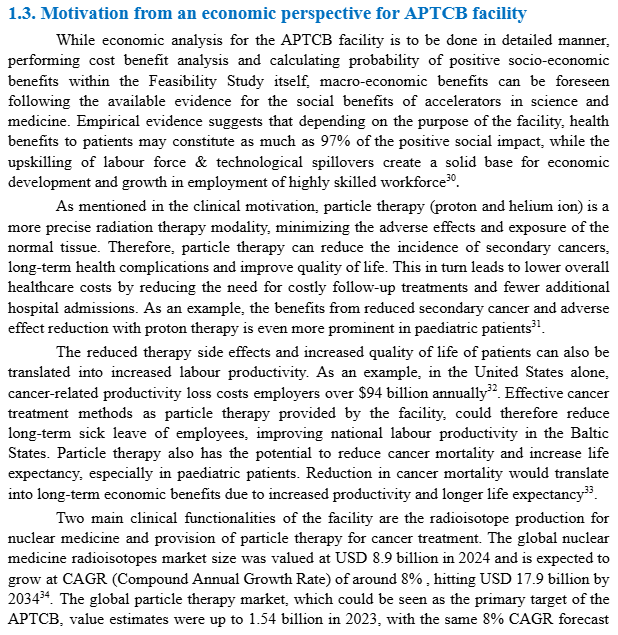 1.3. Motivation from an economic perspective for APTCB facility
While economic analysis for the APTCB facility is to be done in detailed manner,
performing cost benefit analysis and calculating probability of positive socio-economic
benefits within the Feasibility Study itself, macro-economic benefits can be foreseen
following the available evidence for the social benefits of accelerators in science and
medicine. Empirical evidence suggests that depending on the purpose of the facility, health
benefits to patients may constitute as much as 97% of the positive social impact, while the
upskilling of labour force & technological spillovers create a solid base for economic
development and growth in employment of highly skilled workforce³⁰.
As mentioned in the clinical motivation, particle therapy (proton and helium ion) is a
more precise radiation therapy modality, minimizing the adverse effects and exposure of the
normal tissue. Therefore, particle therapy can reduce the incidence of secondary cancers,
long-term health complications and improve quality of life. This in turn leads to lower overall
healthcare costs by reducing the need for costly follow-up treatments and fewer additional
hospital admissions. As an example, the benefits from reduced secondary cancer and adverse
effect reduction with proton therapy is even more prominent in paediatric patients³¹.
The reduced therapy side effects and increased quality of life of patients can also be
translated into increased labour productivity. As an example, in the United States alone,
cancer-related productivity loss costs employers over $94 billion annually³². Effective cancer
treatment methods as particle therapy provided by the facility, could therefore reduce
long-term sick leave of employees, improving national labour productivity in the Baltic
States. Particle therapy also has the potential to reduce cancer mortality and increase life
expectancy, especially in paediatric patients. Reduction in cancer mortality would translate
into long-term economic benefits due to increased productivity and longer life expectancy³³.
Two main clinical functionalities of the facility are the radioisotope production for
nuclear medicine and provision of particle therapy for cancer treatment. The global nuclear
medicine radioisotopes market size was valued at USD 8.9 billion in 2024 and is expected to
grow at CAGR (Compound Annual Growth Rate) of around 8% , hitting USD 17.9 billion by
2034³⁴. The global particle therapy market, which could be seen as the primary target of the
APTCB, value estimates were up to 1.54 billion in 2023, with the same 8% CAGR forecast